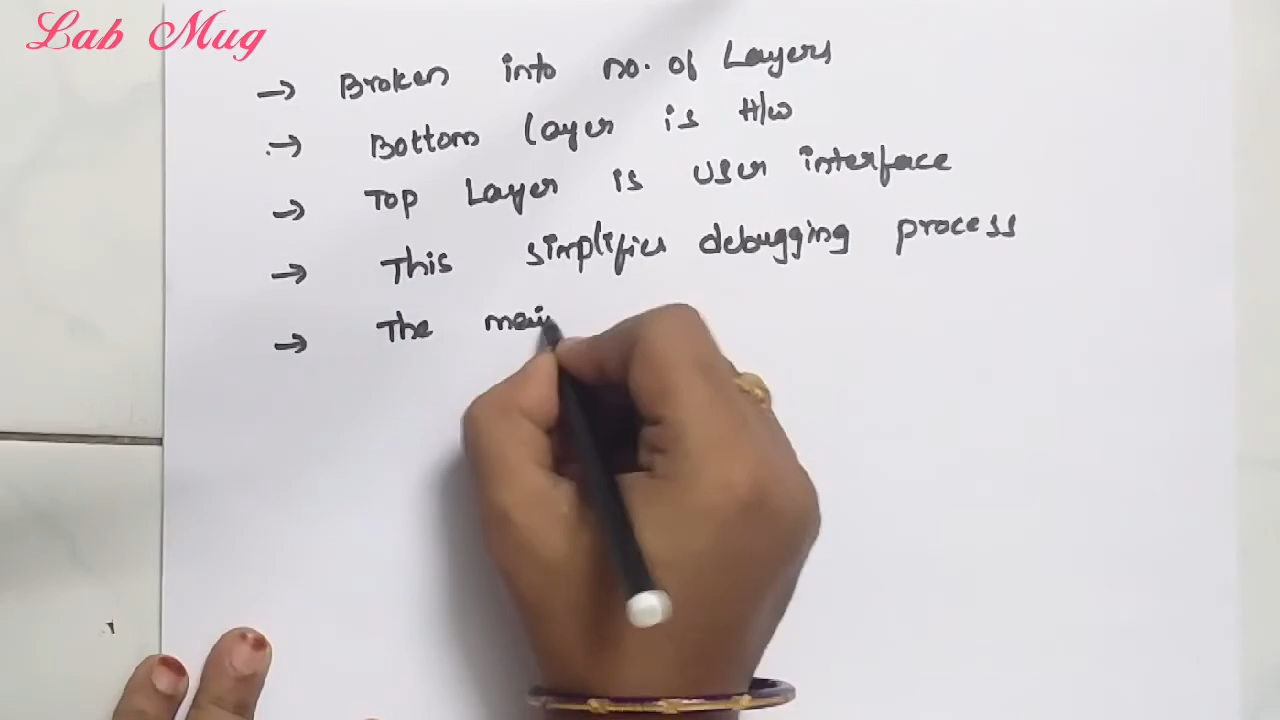 Lab Mug
→ Broken into no. of Layers
→ Bottom layer is H/W
→ Top Layer is user interface
→ This simplifies debugging process
→ The main